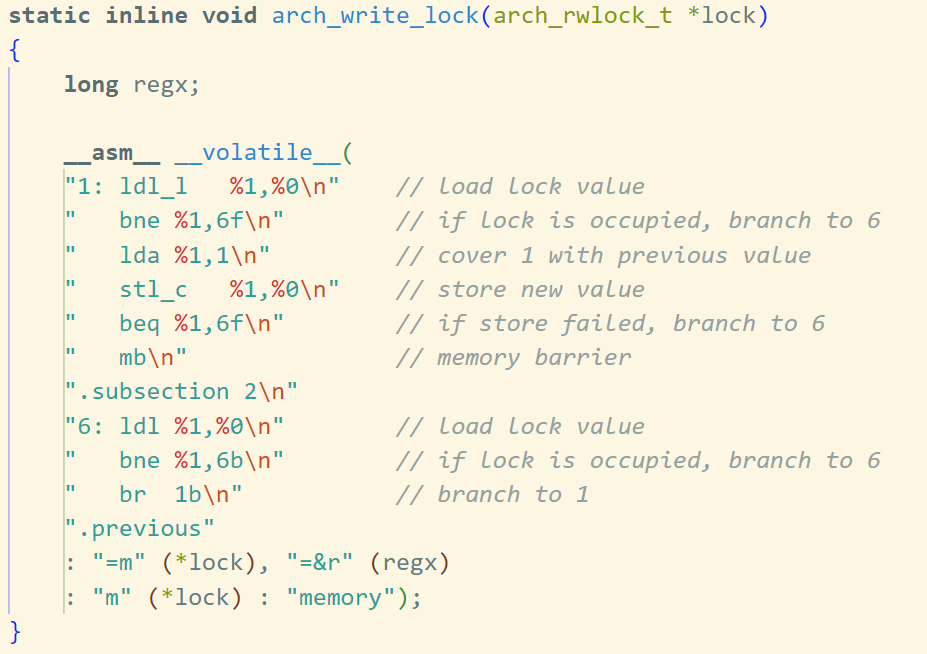 static inline void arch_write_lock(arch_rwlock_t *lock)
{
    long regx;

    __asm__ __volatile__(
    "1: ldl_l   %1,%0\n"    // load lock value
    "   bne %1,6f\n"        // if lock is occupied, branch to 6
    "   lda %1,1\n"         // cover 1 with previous value
    "   stl_c   %1,%0\n"    // store new value
    "   beq %1,6f\n"        // if store failed, branch to 6
    "   mb\n"               // memory barrier
    ".subsection 2\n"
    "6: ldl %1,%0\n"        // load lock value
    "   bne %1,6b\n"        // if lock is occupied, branch to 6
    "   br  1b\n"           // branch to 1
    ".previous"
    : "=m" (*lock), "=&r" (regx)
    : "m" (*lock) : "memory");
}